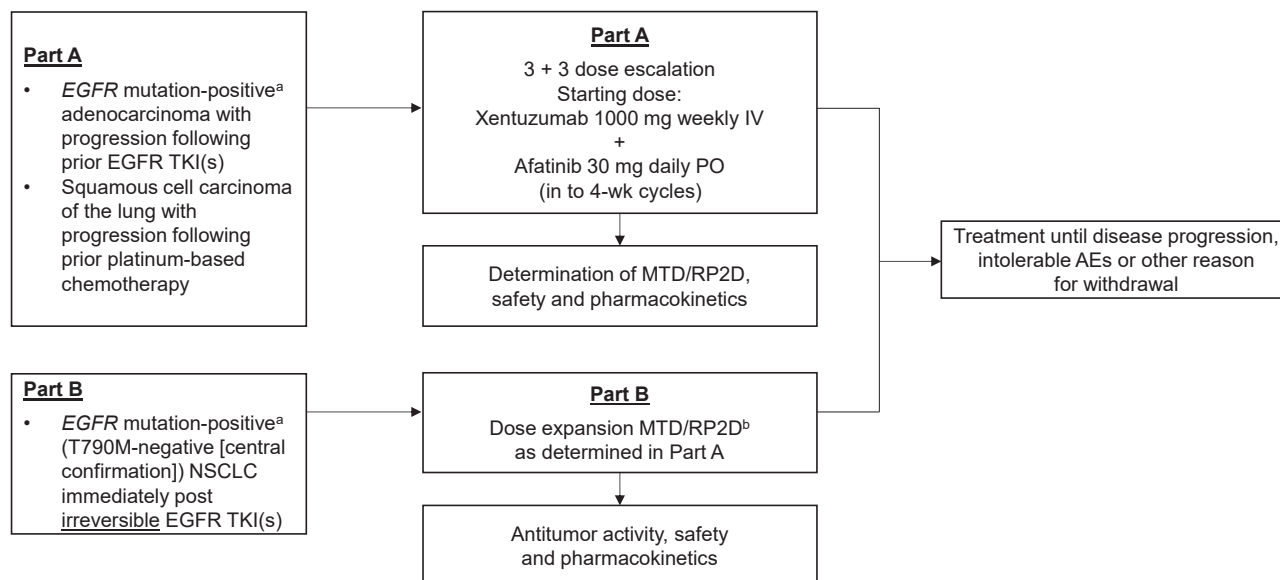 Part A
• EGFR mutation-positiveᵃ
adenocarcinoma with
progression following
prior EGFR TKI(s)
• Squamous cell carcinoma
of the lung with
progression following
prior platinum-based
chemotherapy
Part A
3 + 3 dose escalation
Starting dose:
Xentuzumab 1000 mg weekly IV
+
Afatinib 30 mg daily PO
(in to 4-wk cycles)
Determination of MTD/RP2D,
safety and pharmacokinetics
Treatment until disease progression,
intolerable AEs or other reason
for withdrawal
Part B
• EGFR mutation-positiveᵃ
(T790M-negative [central
confirmation]) NSCLC
immediately post
irreversible EGFR TKI(s)
Part B
Dose expansion MTD/RP2Dᵇ
as determined in Part A
Antitumor activity, safety
and pharmacokinetics